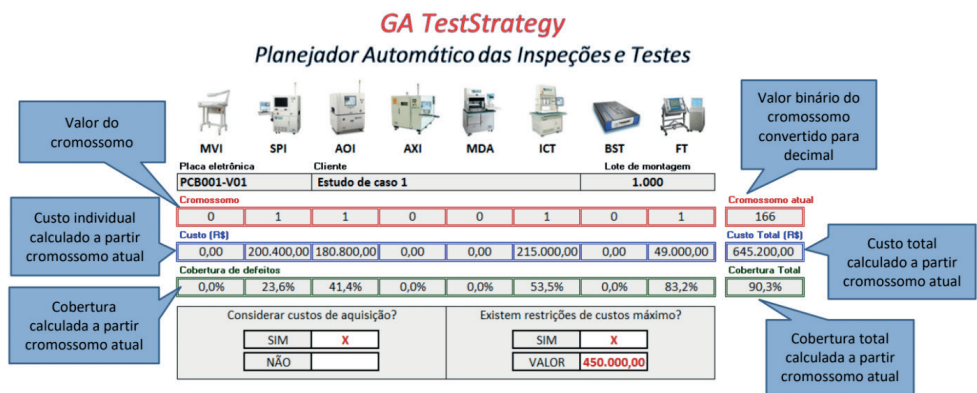 GA TestStrategy
Planejador Automático das Inspeções e Testes
Valor do
cromossomo
Valor binário do
cromossomo
convertido para
decimal
MVI SPI AOI AXI MDA ICT BST FT
Placa eletrônica Cliente Lote de montagem
PCB001-V01 Estudo de caso 1 1.000
Cromossomo Cromossomo atual
0 1 1 0 0 1 0 1 166
Custo individual
calculado a partir
cromossomo atual
Custo (R$) Custo Total (R$)
0,00 200.400,00 180.800,00 0,00 0,00 215.000,00 0,00 49.000,00 645.200,00
Custo total
calculado a partir
cromossomo atual
Cobertura de defeitos Cobertura Total
0,0% 23,6% 41,4% 0,0% 0,0% 53,5% 0,0% 83,2% 90,3%
Cobertura
calculada a partir
cromossomo atual
Considerar custos de aquisição? Existem restrições de custos máximo?
SIM X SIM X
NÃO VALOR 450.000,00
Cobertura total
calculada a partir
cromossomo atual